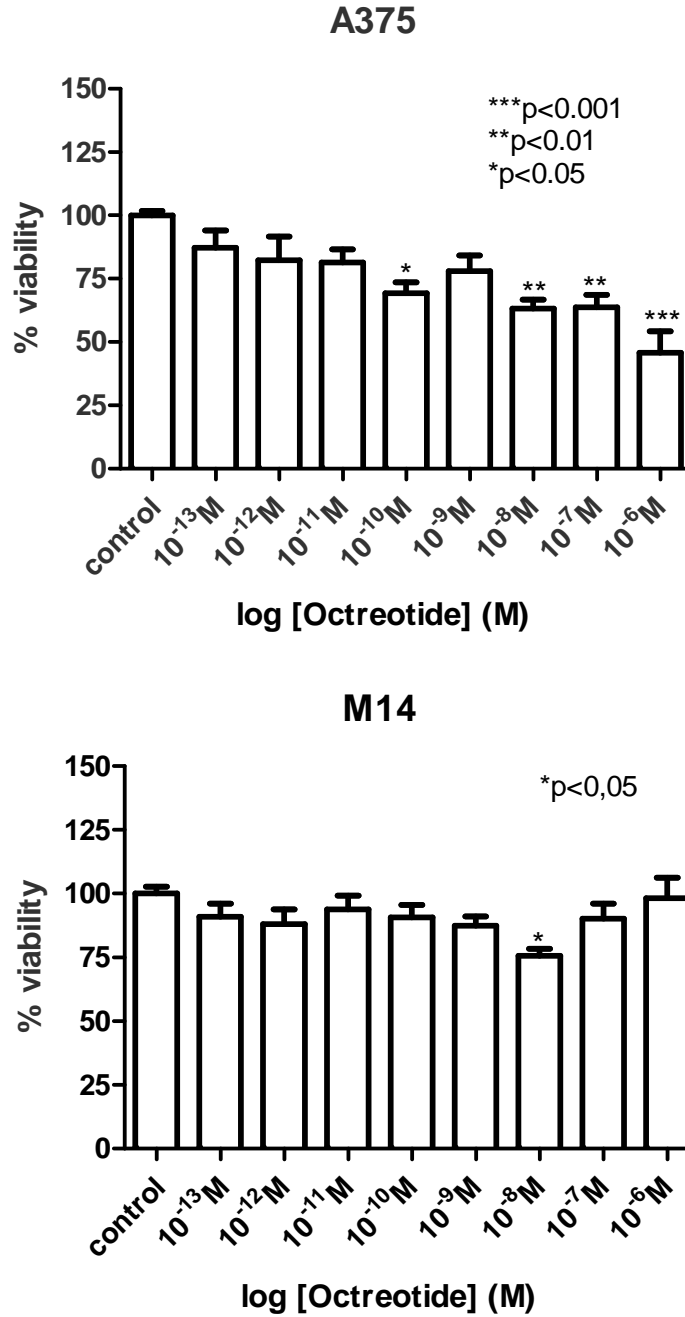 A375
150
125
100
75
50
25
0
% viability
***p<0.001
**p<0.01
*p<0.05
*
**
**
***
control
10⁻¹³M
10⁻¹²M
10⁻¹¹M
10⁻¹⁰M
10⁻⁹M
10⁻⁸M
10⁻⁷M
10⁻⁶M
log [Octreotide] (M)
M14
150
125
100
75
50
25
0
% viability
*p<0,05
*
control
10⁻¹³M
10⁻¹²M
10⁻¹¹M
10⁻¹⁰M
10⁻⁹M
10⁻⁸M
10⁻⁷M
10⁻⁶M
log [Octreotide] (M)